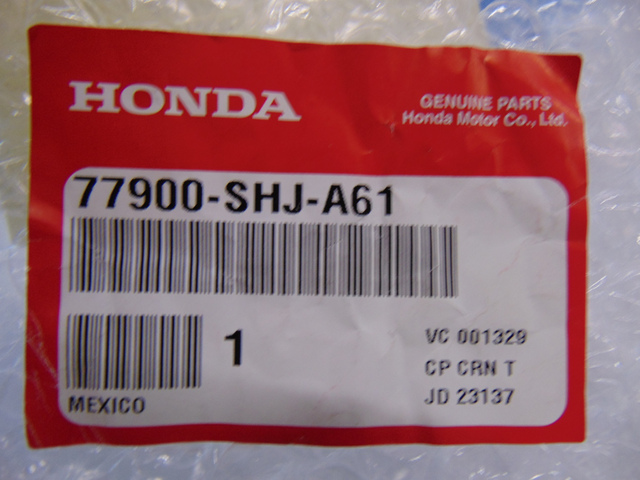 HONDA
GENUINE PARTS
Honda Motor Co., Ltd.
77900-SHJ-A61
1
VC 001329
CP CRN T
JD 23137
MEXICO